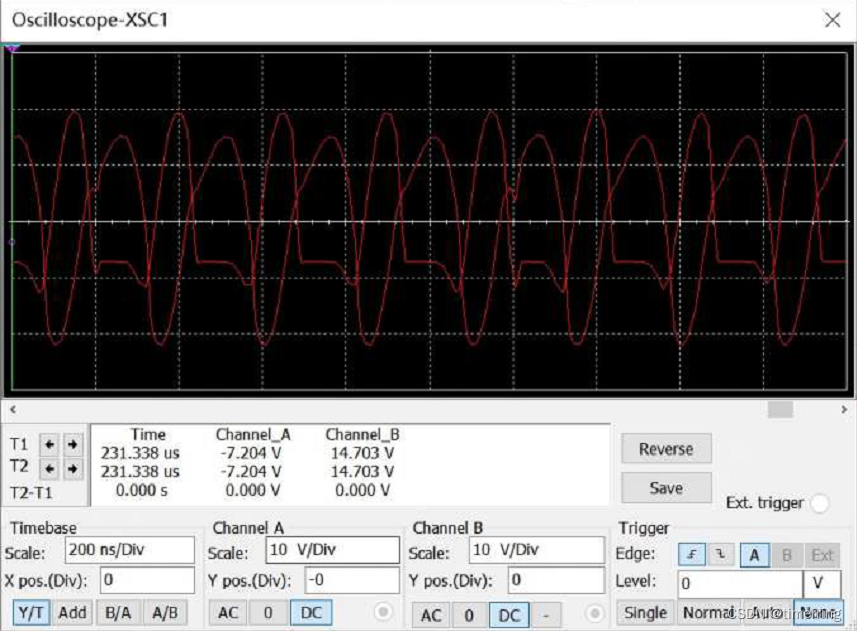 Oscilloscope-XSC1
Time Channel_A Channel_B
T1 231.338 us -7.204 V 14.703 V
T2 231.338 us -7.204 V 14.703 V
T2-T1 0.000 s 0.000 V 0.000 V
Reverse
Save
Ext. trigger
Timebase Channel A Channel B Trigger
Scale: 200 ns/Div Scale: 10 V/Div Scale: 10 V/Div Edge: A B Ext
X pos.(Div): 0 Y pos.(Div): -0 Y pos.(Div): 0 Level: 0 V
Y/T Add B/A A/B AC 0 DC AC 0 DC - Single Normal Auto None